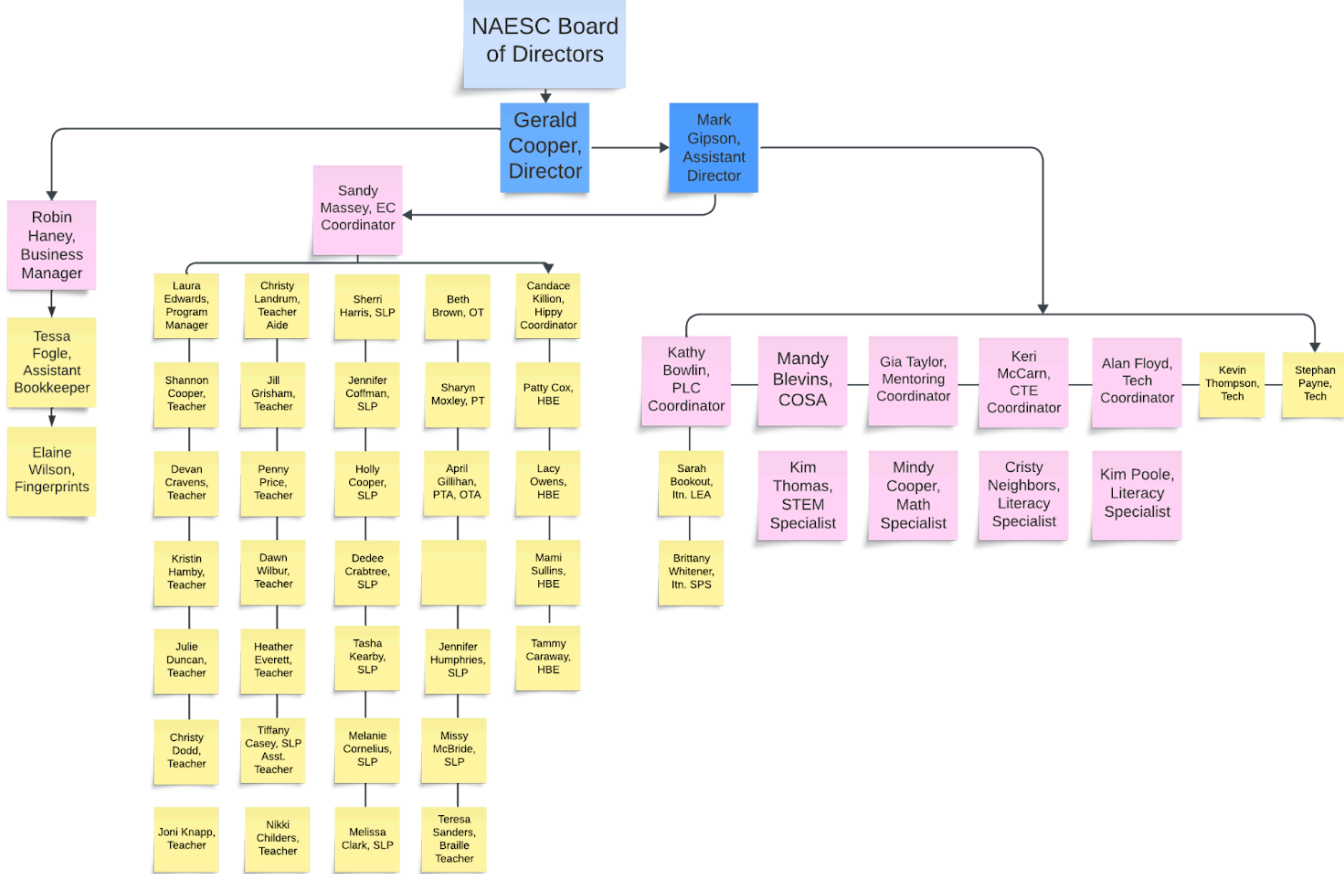 NAESC Board
of Directors
Gerald
Cooper,
Director
Mark
Gipson,
Assistant
Director
Sandy
Massey, EC
Coordinator
Robin
Haney,
Business
Manager
Tessa
Fogle,
Assistant
Bookkeeper
Elaine
Wilson,
Fingerprints
Laura
Edwards,
Program
Manager
Shannon
Cooper,
Teacher
Devan
Cravens,
Teacher
Kristin
Hamby,
Teacher
Julie
Duncan,
Teacher
Christy
Dodd,
Teacher
Joni Knapp,
Teacher
Christy
Landrum,
Teacher
Aide
Jill
Grisham,
Teacher
Penny
Price,
Teacher
Dawn
Wilbur,
Teacher
Heather
Everett,
Teacher
Tiffany
Casey, SLP
Asst.
Teacher
Nikki
Childers,
Teacher
Sherri
Harris, SLP
Jennifer
Coffman,
SLP
Holly
Cooper,
SLP
Dedee
Crabtree,
SLP
Tasha
Kearby,
SLP
Melanie
Cornelius,
SLP
Melissa
Clark, SLP
Beth
Brown, OT
Sharyn
Moxley, PT
April
Gillihan,
PTA, OTA
Jennifer
Humphries,
SLP
Missy
McBride,
SLP
Teresa
Sanders,
Braille
Teacher
Candace
Killion,
Hippy
Coordinator
Patty Cox,
HBE
Lacy
Owens,
HBE
Mami
Sullins,
HBE
Tammy
Caraway,
HBE
Kathy
Bowlin,
PLC
Coordinator
Mandy
Blevins,
COSA
Gia Taylor,
Mentoring
Coordinator
Keri
McCarn,
CTE
Coordinator
Alan Floyd,
Tech
Coordinator
Kevin
Thompson,
Tech
Stephan
Payne,
Tech
Sarah
Bookout,
Itn. LEA
Brittany
Whitener,
Itn. SPS
Kim
Thomas,
STEM
Specialist
Mindy
Cooper,
Math
Specialist
Cristy
Neighbors,
Literacy
Specialist
Kim Poole,
Literacy
Specialist